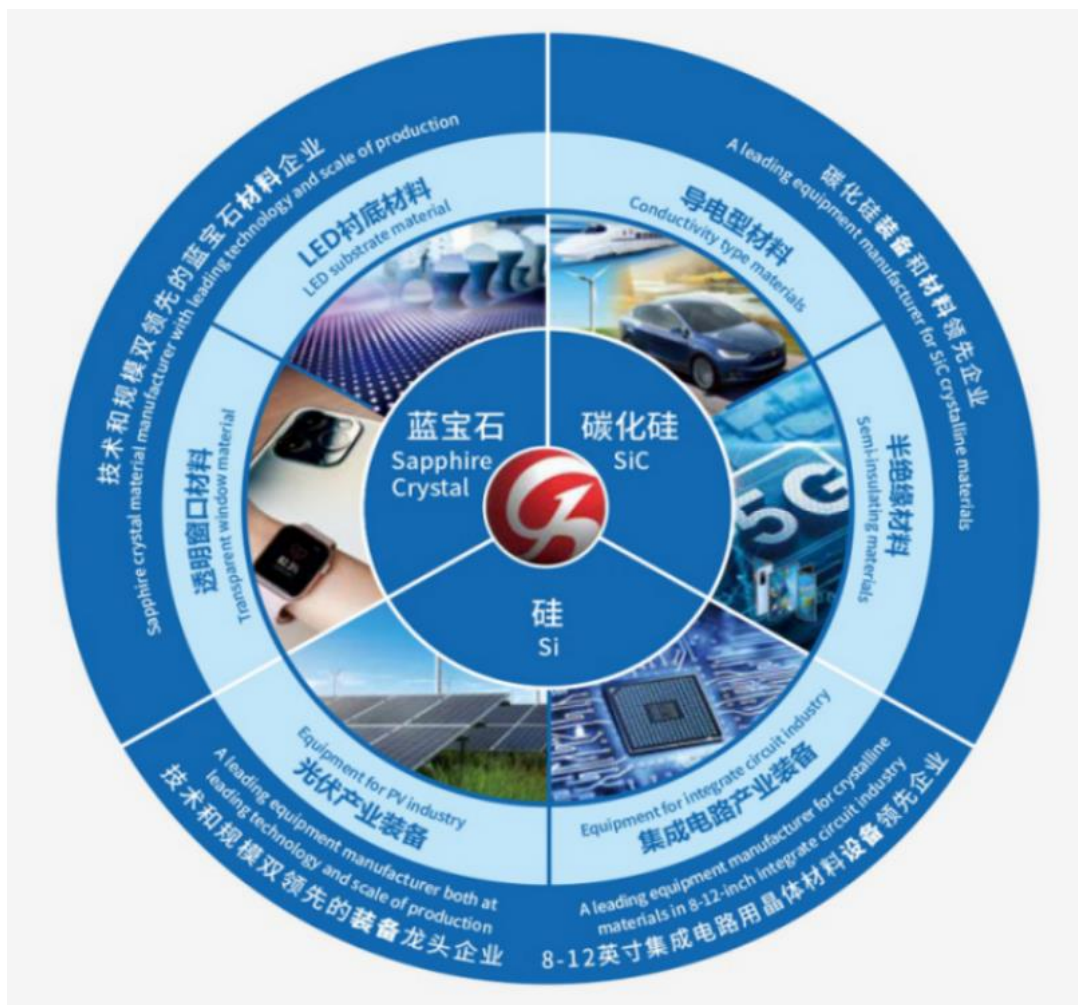 技术和规模双领先的蓝宝石材料企业
Sapphire crystal material manufacturer with leading technology and scale of production
LED衬底材料
LED substrate material
透明窗口材料
Transparent window material
碳化硅装备和材料领先企业
A leading equipment manufacturer for SiC crystalline materials
导电型材料
Conductivity type materials
半绝缘材料
Semi-insulating materials
5G
蓝宝石
Sapphire
Crystal
碳化硅
SiC
硅
Si
Equipment for PV industry
光伏产业装备
A leading equipment manufacturer both at
leading technology and scale of production
技术和规模双领先的装备龙头企业
Equipment for integrate circuit industry
集成电路产业装备
A leading equipment manufacturer for crystalline
materials in 8-12-inch integrate circuit industry
8-12英寸集成电路用晶体材料设备领先企业